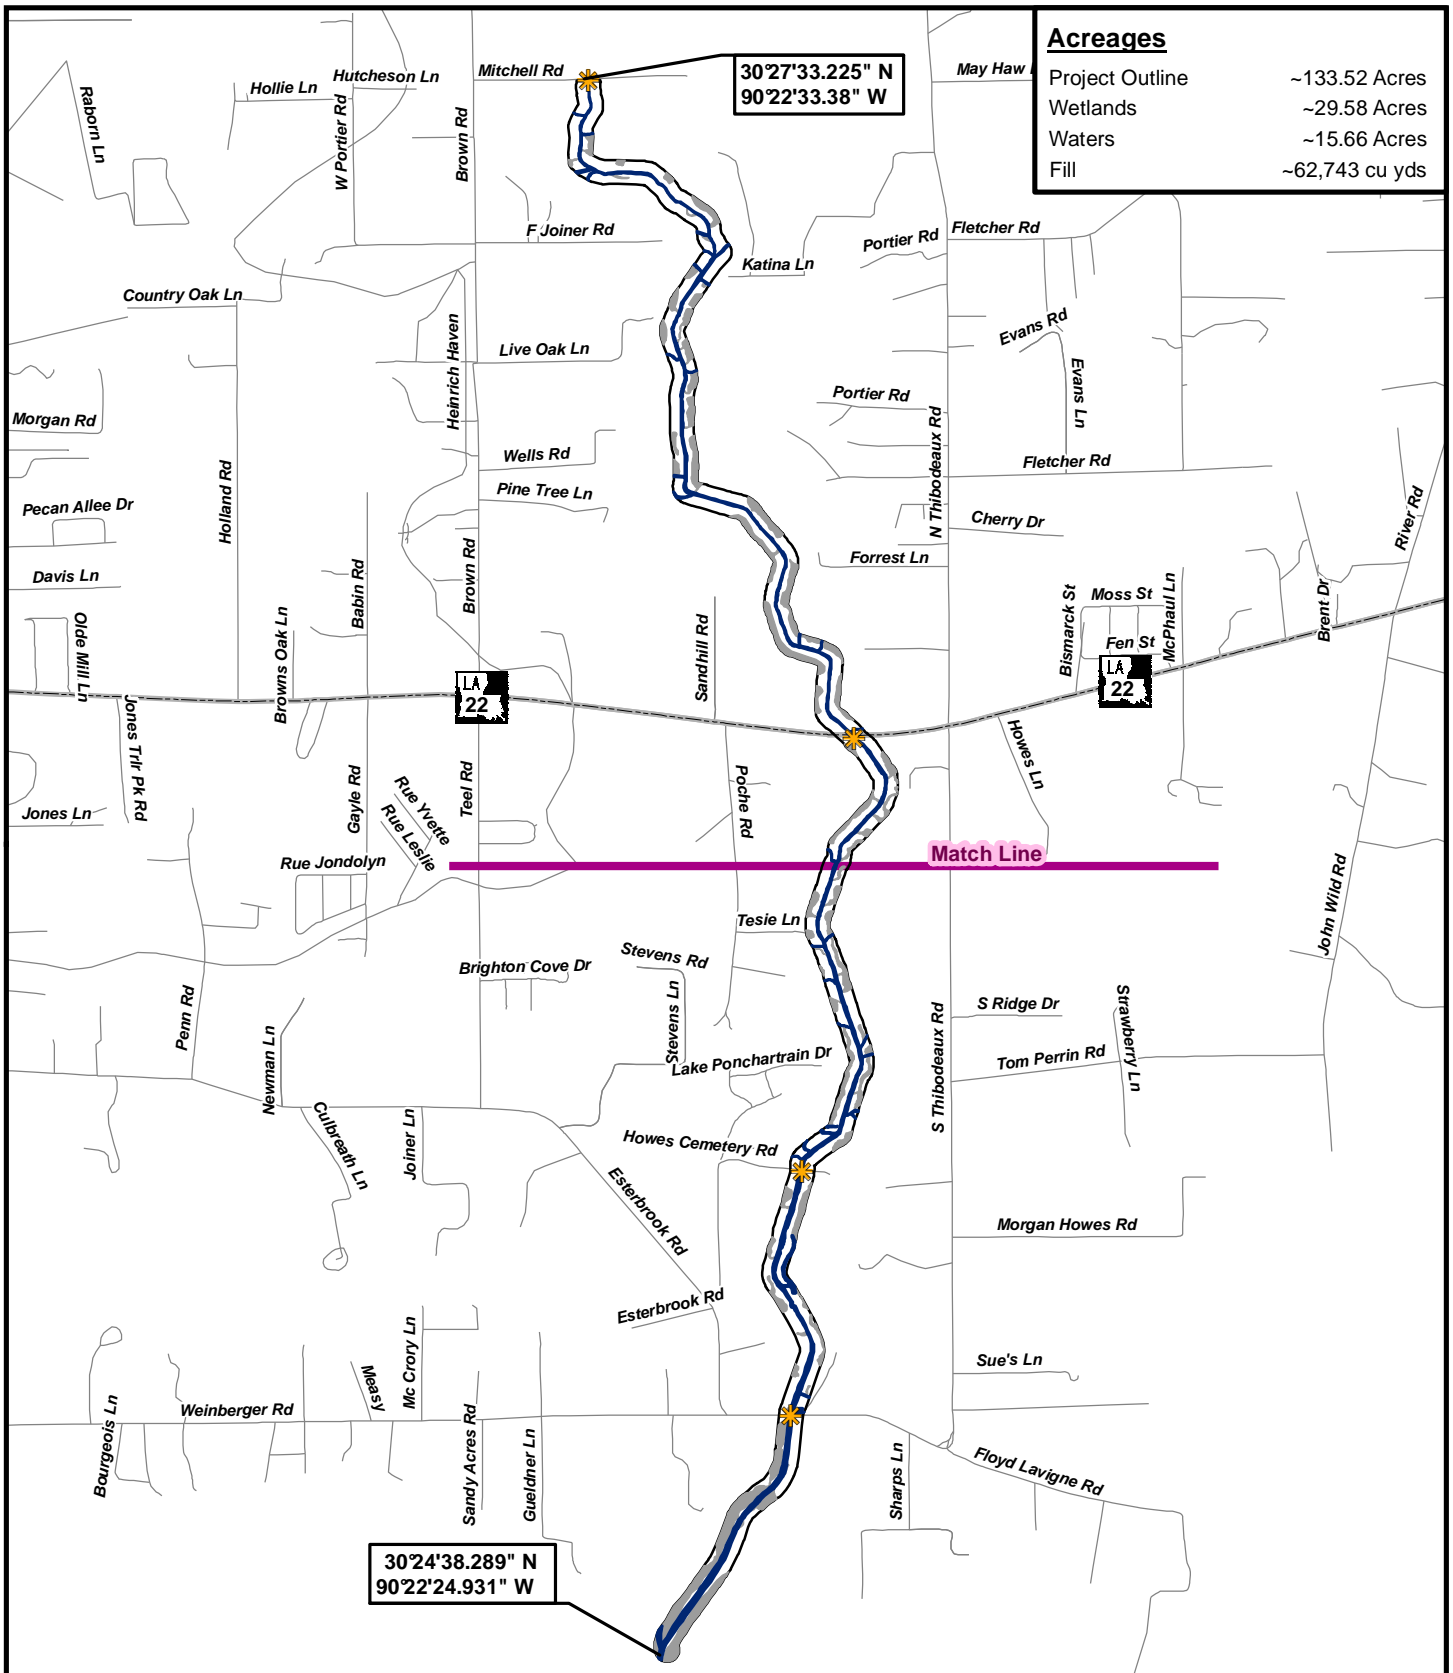 Acreages
Project Outline ~133.52 Acres
Wetlands ~29.58 Acres
Waters ~15.66 Acres
Fill ~62,743 cu yds
30°27'33.225" N
90°22'33.38" W
Mitchell Rd
May Haw
Hutcheson Ln
Hollie Ln
Raborn Ln
W Portier Rd
Brown Rd
F Joiner Rd
Katina Ln
Portier Rd
Fletcher Rd
Country Oak Ln
Heinrich Haven
Live Oak Ln
Evans Rd
Evans Ln
Portier Rd
Morgan Rd
Holland Rd
Wells Rd
N Thibodeaux Rd
Fletcher Rd
Pecan Allee Dr
Pine Tree Ln
Cherry Dr
River Rd
Davis Ln
Babin Rd
Brown Rd
Forrest Ln
Olde Mill Ln
Browns Oak Ln
Sandhill Rd
Bismarck St
Moss St
Fen St
McPhaul Ln
Brent Dr
LA
22
LA
22
Jones Trlr Pk Rd
Jones Ln
Gayle Rd
Rue Yvette
Rue Leslie
Teel Rd
Poche Rd
Howes Ln
Rue Jondolyn
Match Line
John Wild Rd
Tesie Ln
Stevens Rd
Brighton Cove Dr
Stevens Ln
Penn Rd
Newman Ln
Lake Ponchartrain Dr
S Thibodeaux Rd
S Ridge Dr
Strawberry Ln
Tom Perrin Rd
Culbreath Ln
Joiner Ln
Howes Cemetery Rd
Esterbrook Rd
Morgan Howes Rd
Esterbrook Rd
Mc Crory Ln
Measy
Sue's Ln
Bourgeois Ln
Weinberger Rd
Sandy Acres Rd
Gueldner Ln
Sharps Ln
Floyd Lavigne Rd
30°24'38.289" N
90°22'24.931" W